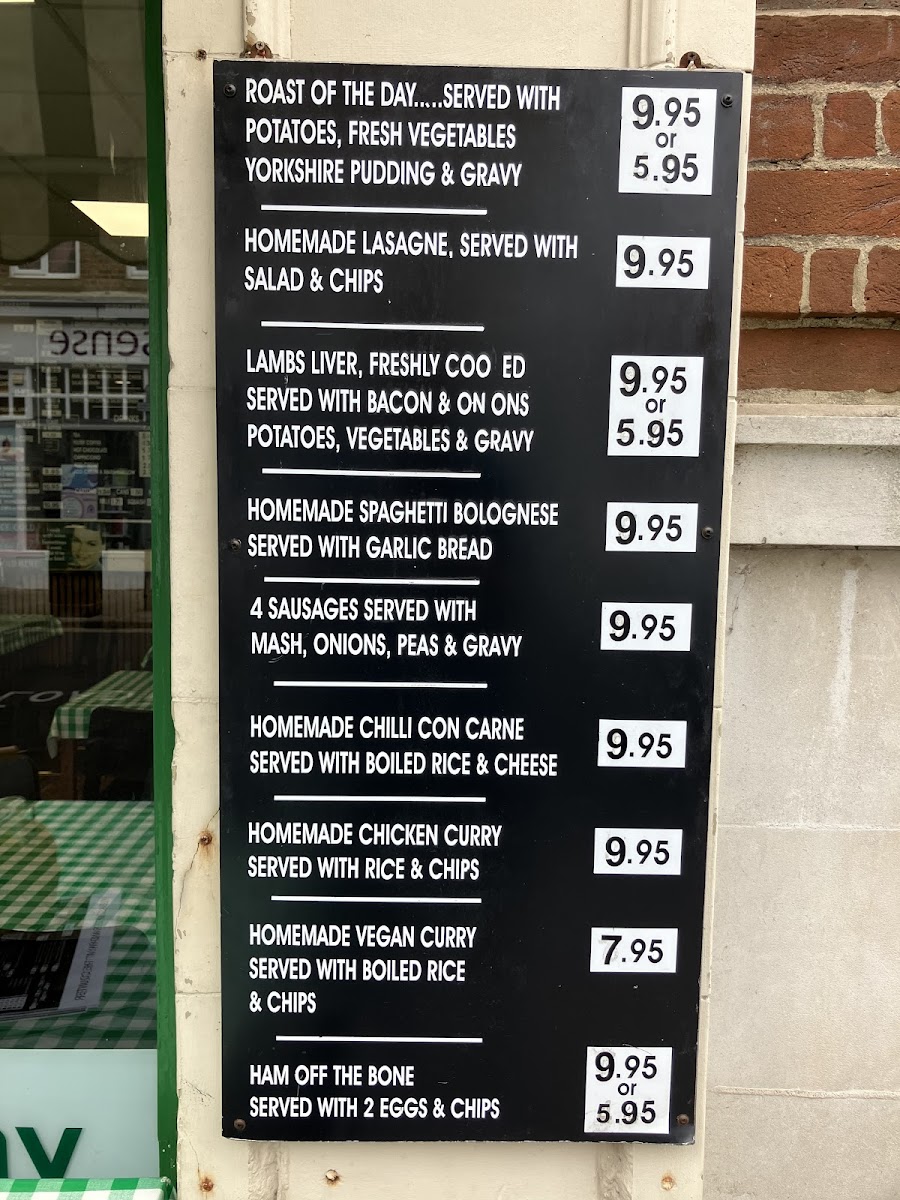 ROAST OF THE DAY.....SERVED WITH
POTATOES, FRESH VEGETABLES
YORKSHIRE PUDDING & GRAVY
9.95
or
5.95
HOMEMADE LASAGNE, SERVED WITH
SALAD & CHIPS
9.95
LAMBS LIVER, FRESHLY COO ED
SERVED WITH BACON & ON ONS
POTATOES, VEGETABLES & GRAVY
9.95
or
5.95
HOMEMADE SPAGHETTI BOLOGNESE
SERVED WITH GARLIC BREAD
9.95
4 SAUSAGES SERVED WITH
MASH, ONIONS, PEAS & GRAVY
9.95
HOMEMADE CHILLI CON CARNE
SERVED WITH BOILED RICE & CHEESE
9.95
HOMEMADE CHICKEN CURRY
SERVED WITH RICE & CHIPS
9.95
HOMEMADE VEGAN CURRY
SERVED WITH BOILED RICE
& CHIPS
7.95
HAM OFF THE BONE
SERVED WITH 2 EGGS & CHIPS
9.95
or
5.95
sense